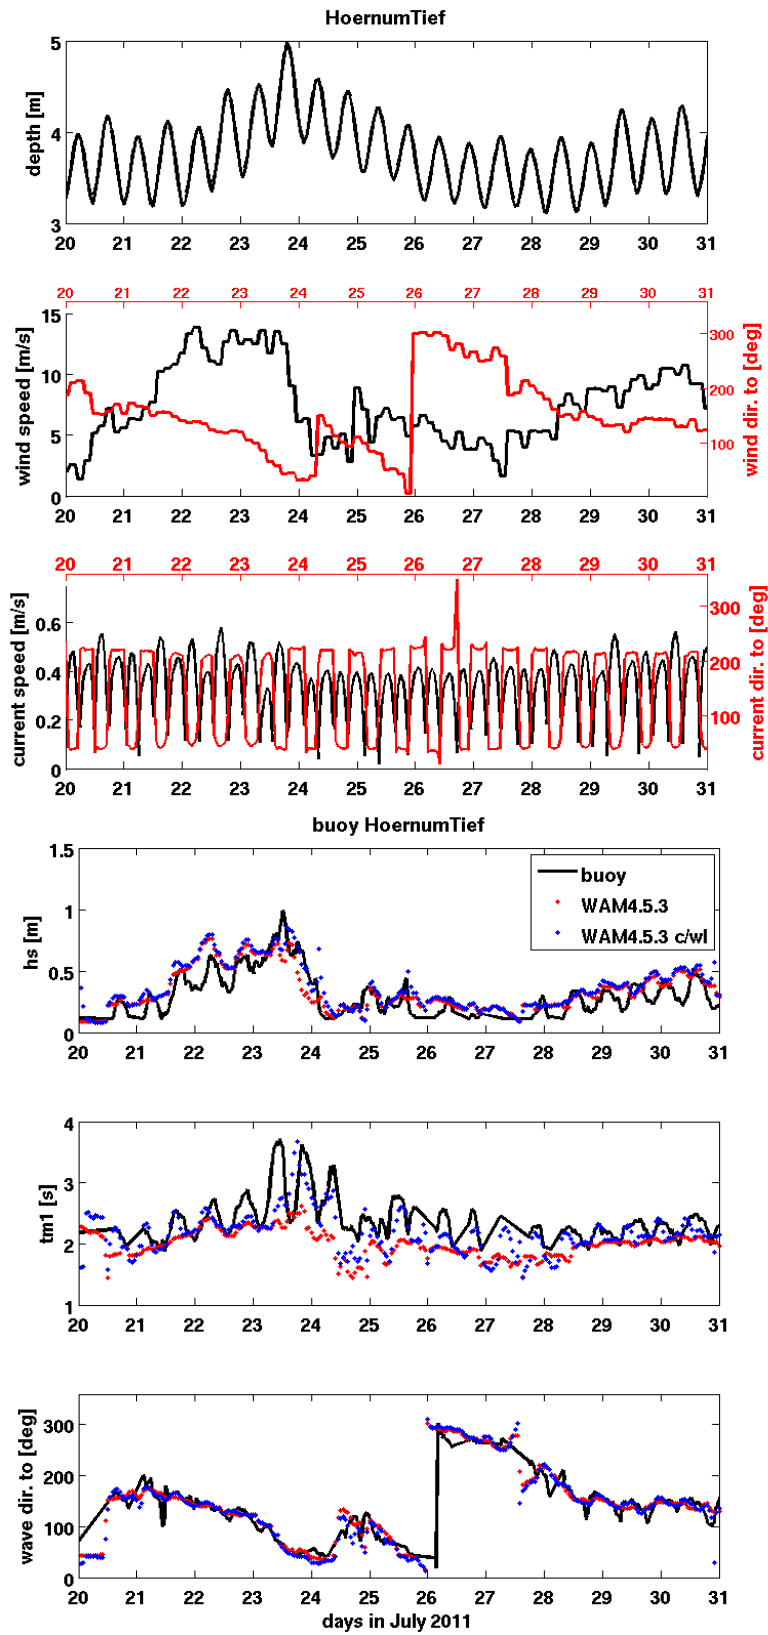 HoernumTief
depth [m]
5
4
3
20 21 22 23 24 25 26 27 28 29 30 31
20 21 22 23 24 25 26 27 28 29 30 31
wind speed [m/s]
15
10
5
0
wind dir. to [deg]
300
200
100
20 21 22 23 24 25 26 27 28 29 30 31
20 21 22 23 24 25 26 27 28 29 30 31
current speed [m/s]
0.6
0.4
0.2
0
current dir. to [deg]
300
200
100
20 21 22 23 24 25 26 27 28 29 30 31
buoy HoernumTief
hs [m]
1.5
1
0.5
0
buoy
WAM4.5.3
WAM4.5.3 c/wl
20 21 22 23 24 25 26 27 28 29 30 31
tm1 [s]
4
3
2
1
20 21 22 23 24 25 26 27 28 29 30 31
wave dir. to [deg]
300
200
100
0
20 21 22 23 24 25 26 27 28 29 30 31
days in July 2011